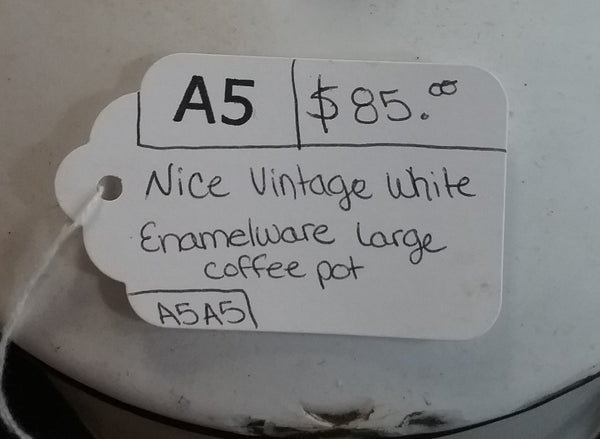 A5 $85.00
Nice Vintage White
Enamelware Large
coffee pot
A5A5